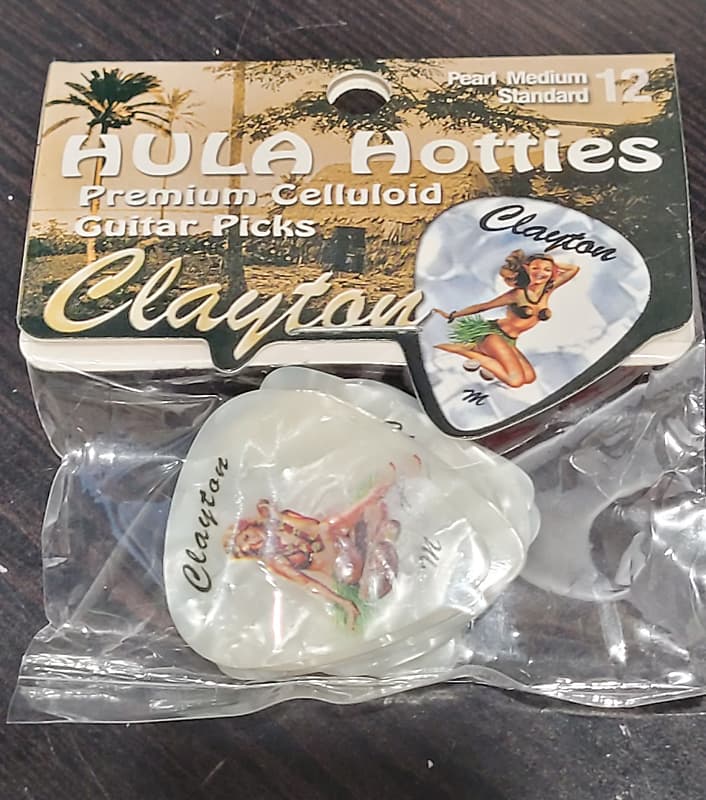 Pearl Medium 12
Standard
HULA Hotties
Premium Celluloid
Guitar Picks
Clayton
Clayton
M
Clayton
M